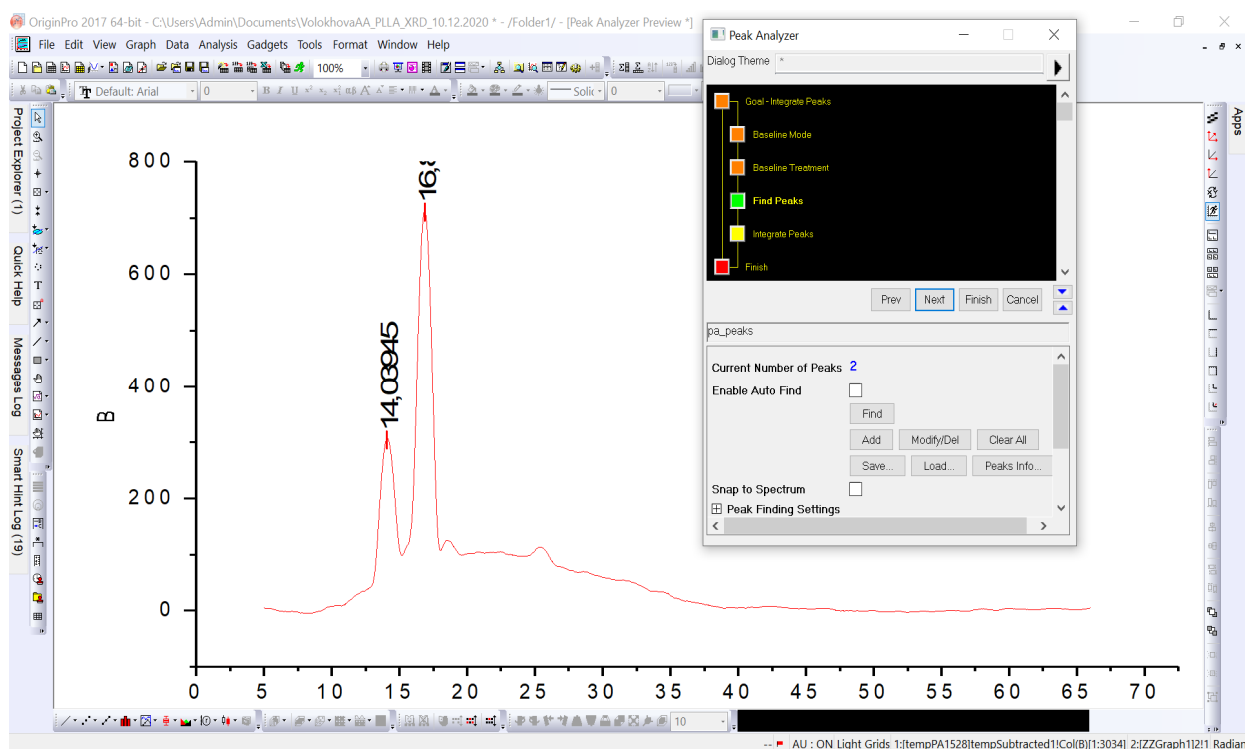 OriginPro 2017 64-bit - C:\Users\Admin\Documents\VolokhovaAA_PLLA_XRD_10.12.2020 * - /Folder1/ - [Peak Analyzer Preview *]
File Edit View Graph Data Analysis Gadgets Tools Format Window Help
100%
Default: Arial 0 B I U αβ A A Solic 0
Project Explorer (1)
Quick Help
Messages Log
Smart Hint Log (19)
Apps
Peak Analyzer
Dialog Theme *
Goal - Integrate Peaks
Baseline Mode
Baseline Treatment
Find Peaks
Integrate Peaks
Finish
Prev Next Finish Cancel
pa_peaks
Current Number of Peaks 2
Enable Auto Find
Find
Add Modify/Del Clear All
Save... Load... Peaks Info...
Snap to Spectrum
Peak Finding Settings
800
600
400
200
0
B
14,03945
16,
0 5 10 15 20 25 30 35 40 45 50 55 60 65 70
10
-- AU : ON Light Grids 1:[tempPA1528]tempSubtracted1!Col(B)[1:3034] 2:[ZZGraph1]2!1 Radian